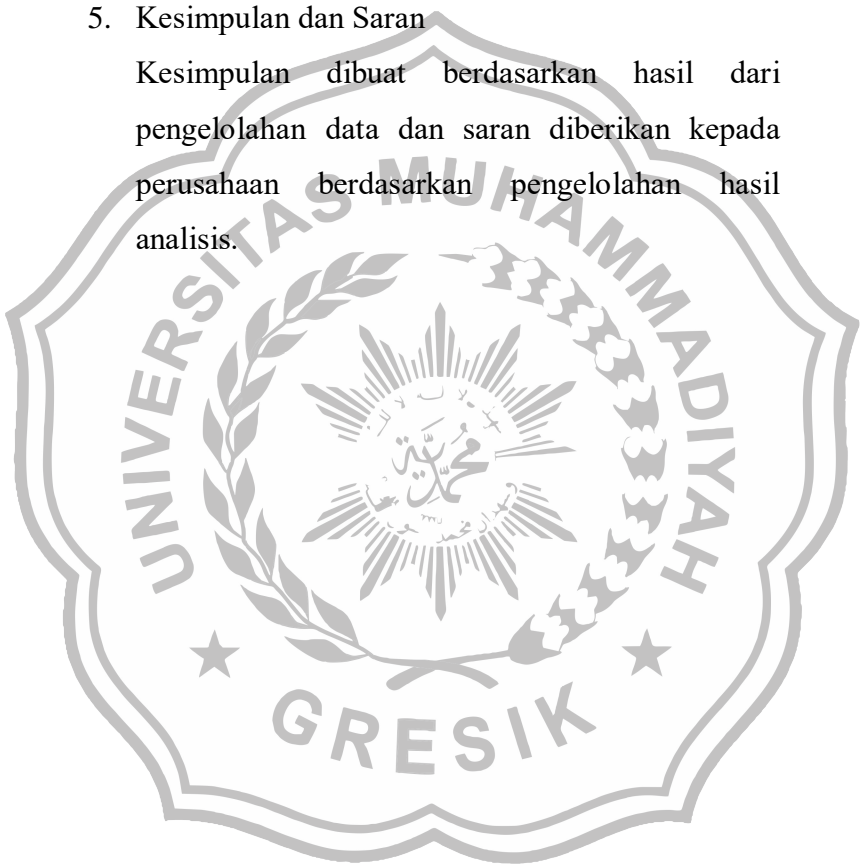 5. Kesimpulan dan Saran
Kesimpulan dibuat berdasarkan hasil dari
pengelolahan data dan saran diberikan kepada
perusahaan berdasarkan pengelolahan hasil
analisis.
UNIVERSITAS MUHAMMADIYAH
محمدية
GRESIK